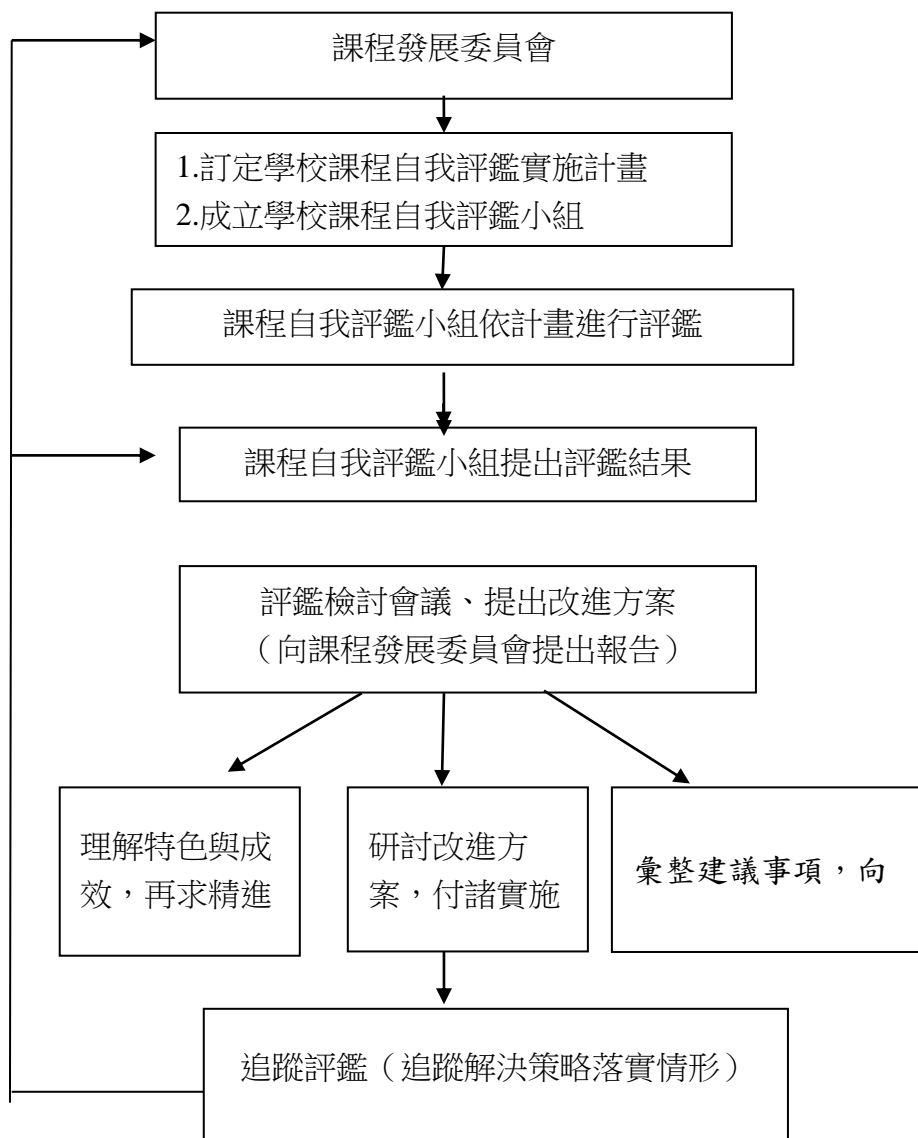 課程發展委員會
1.訂定學校課程自我評鑑實施計畫
2.成立學校課程自我評鑑小組
課程自我評鑑小組依計畫進行評鑑
課程自我評鑑小組提出評鑑結果
評鑑檢討會議、提出改進方案
（向課程發展委員會提出報告）
理解特色與成
效，再求精進
研討改進方
案，付諸實施
彙整建議事項，向
追蹤評鑑（追蹤解決策略落實情形）